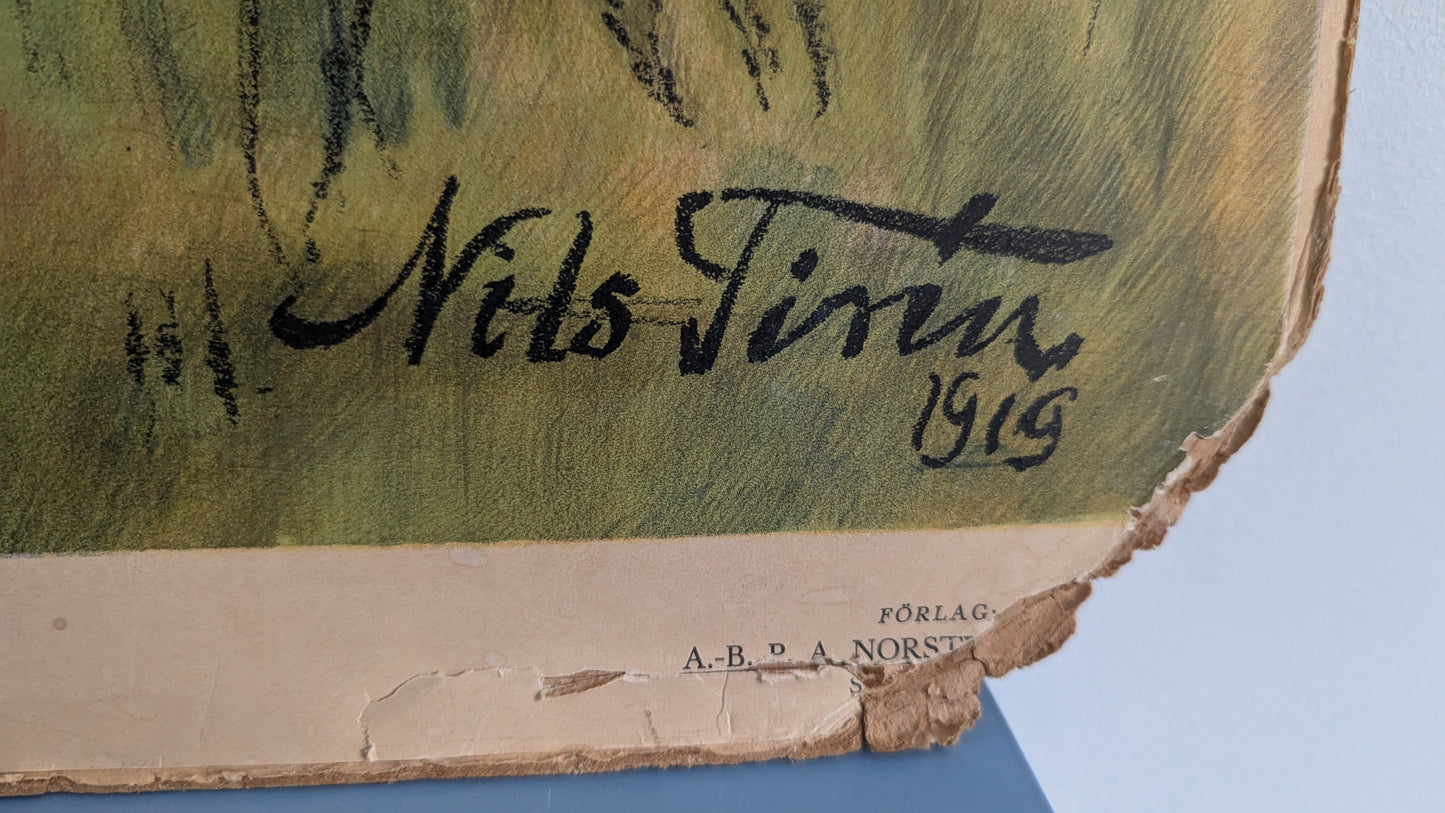 Nils Tirén
1919
FÖRLAG:
A.-B. P. A. NORST